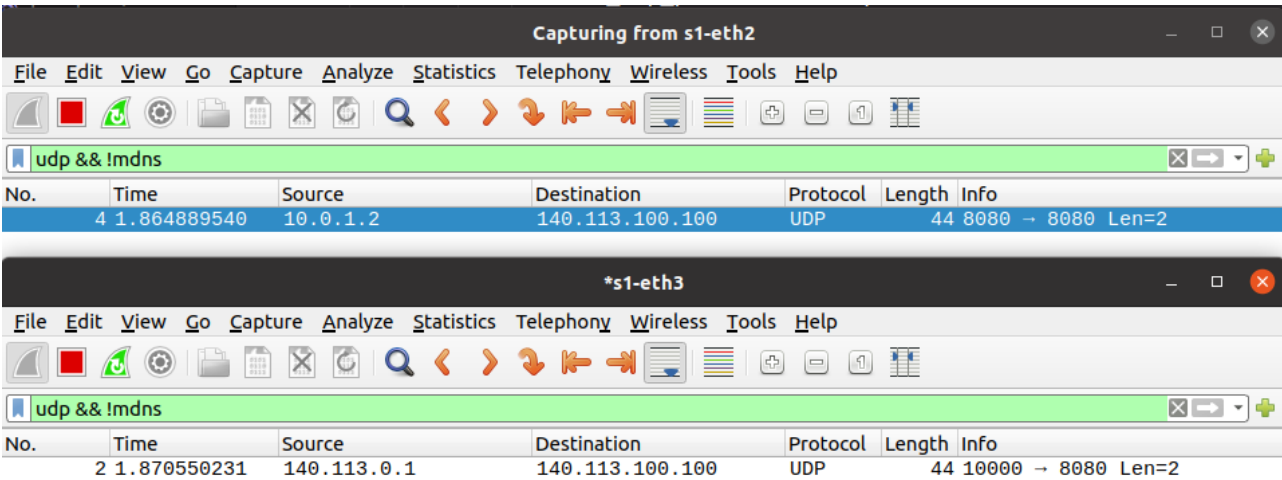 Capturing from s1-eth2
File Edit View Go Capture Analyze Statistics Telephony Wireless Tools Help
udp && !mdns
No. Time Source Destination Protocol Length Info
4 1.864889540 10.0.1.2 140.113.100.100 UDP 44 8080 → 8080 Len=2
*s1-eth3
File Edit View Go Capture Analyze Statistics Telephony Wireless Tools Help
udp && !mdns
No. Time Source Destination Protocol Length Info
2 1.870550231 140.113.0.1 140.113.100.100 UDP 44 10000 → 8080 Len=2